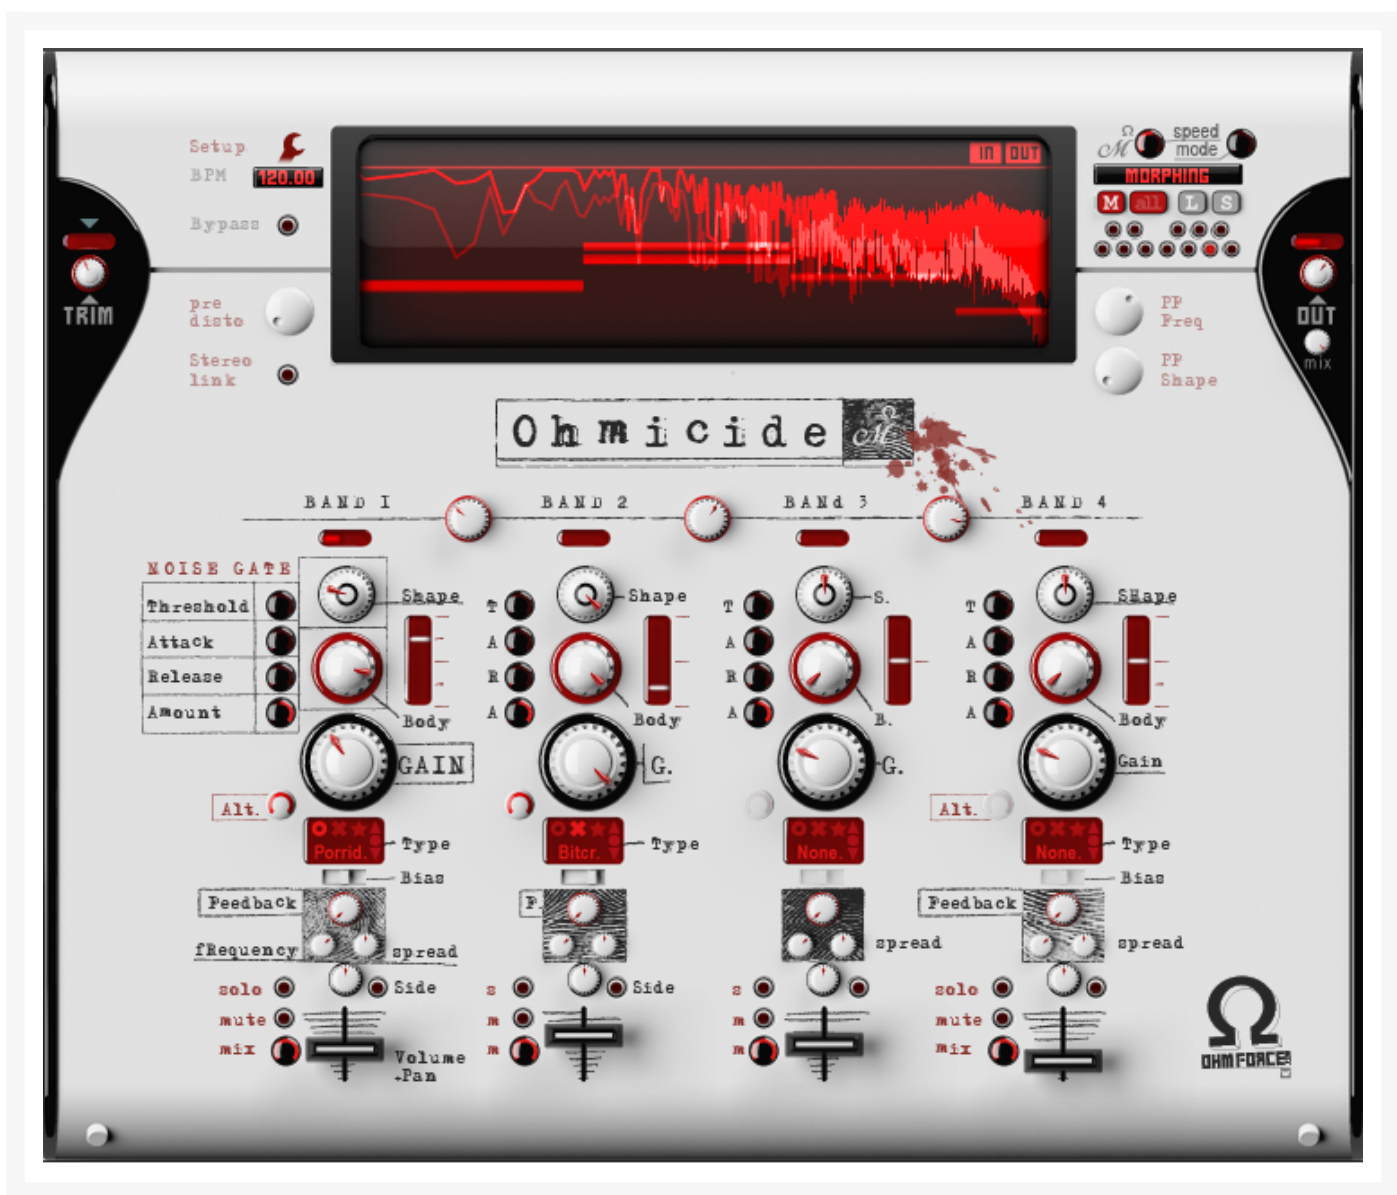 Setup
BPM 120.00
Bypass
IN OUT
speed
mode
MORPHING
M all L S
TRIM
OUT
mix
pre
disto
Stereo
link
PP
Freq
PP
Shape
Ohmicide
BAND 1 BAND 2 BANd 3 BAND 4
NOISE GATE
Threshold
Attack
Release
Amount
Shape
T
A
R
A
Shape
T
A
R
A
S.
T
A
R
A
SHape
Body
Body
B.
Body
GAIN
G.
G.
Gain
Alt.
Alt.
Porrid. Type
Bitcr. Type
None.
None. Type
Bias
Bias
Feedback
F.
Feedback
fRequency
spread
spread
spread
solo
Side
s
Side
s
solo
mute
m
m
mute
mix
m
m
mix
Volume
+Pan
Ω
OHM FORCE